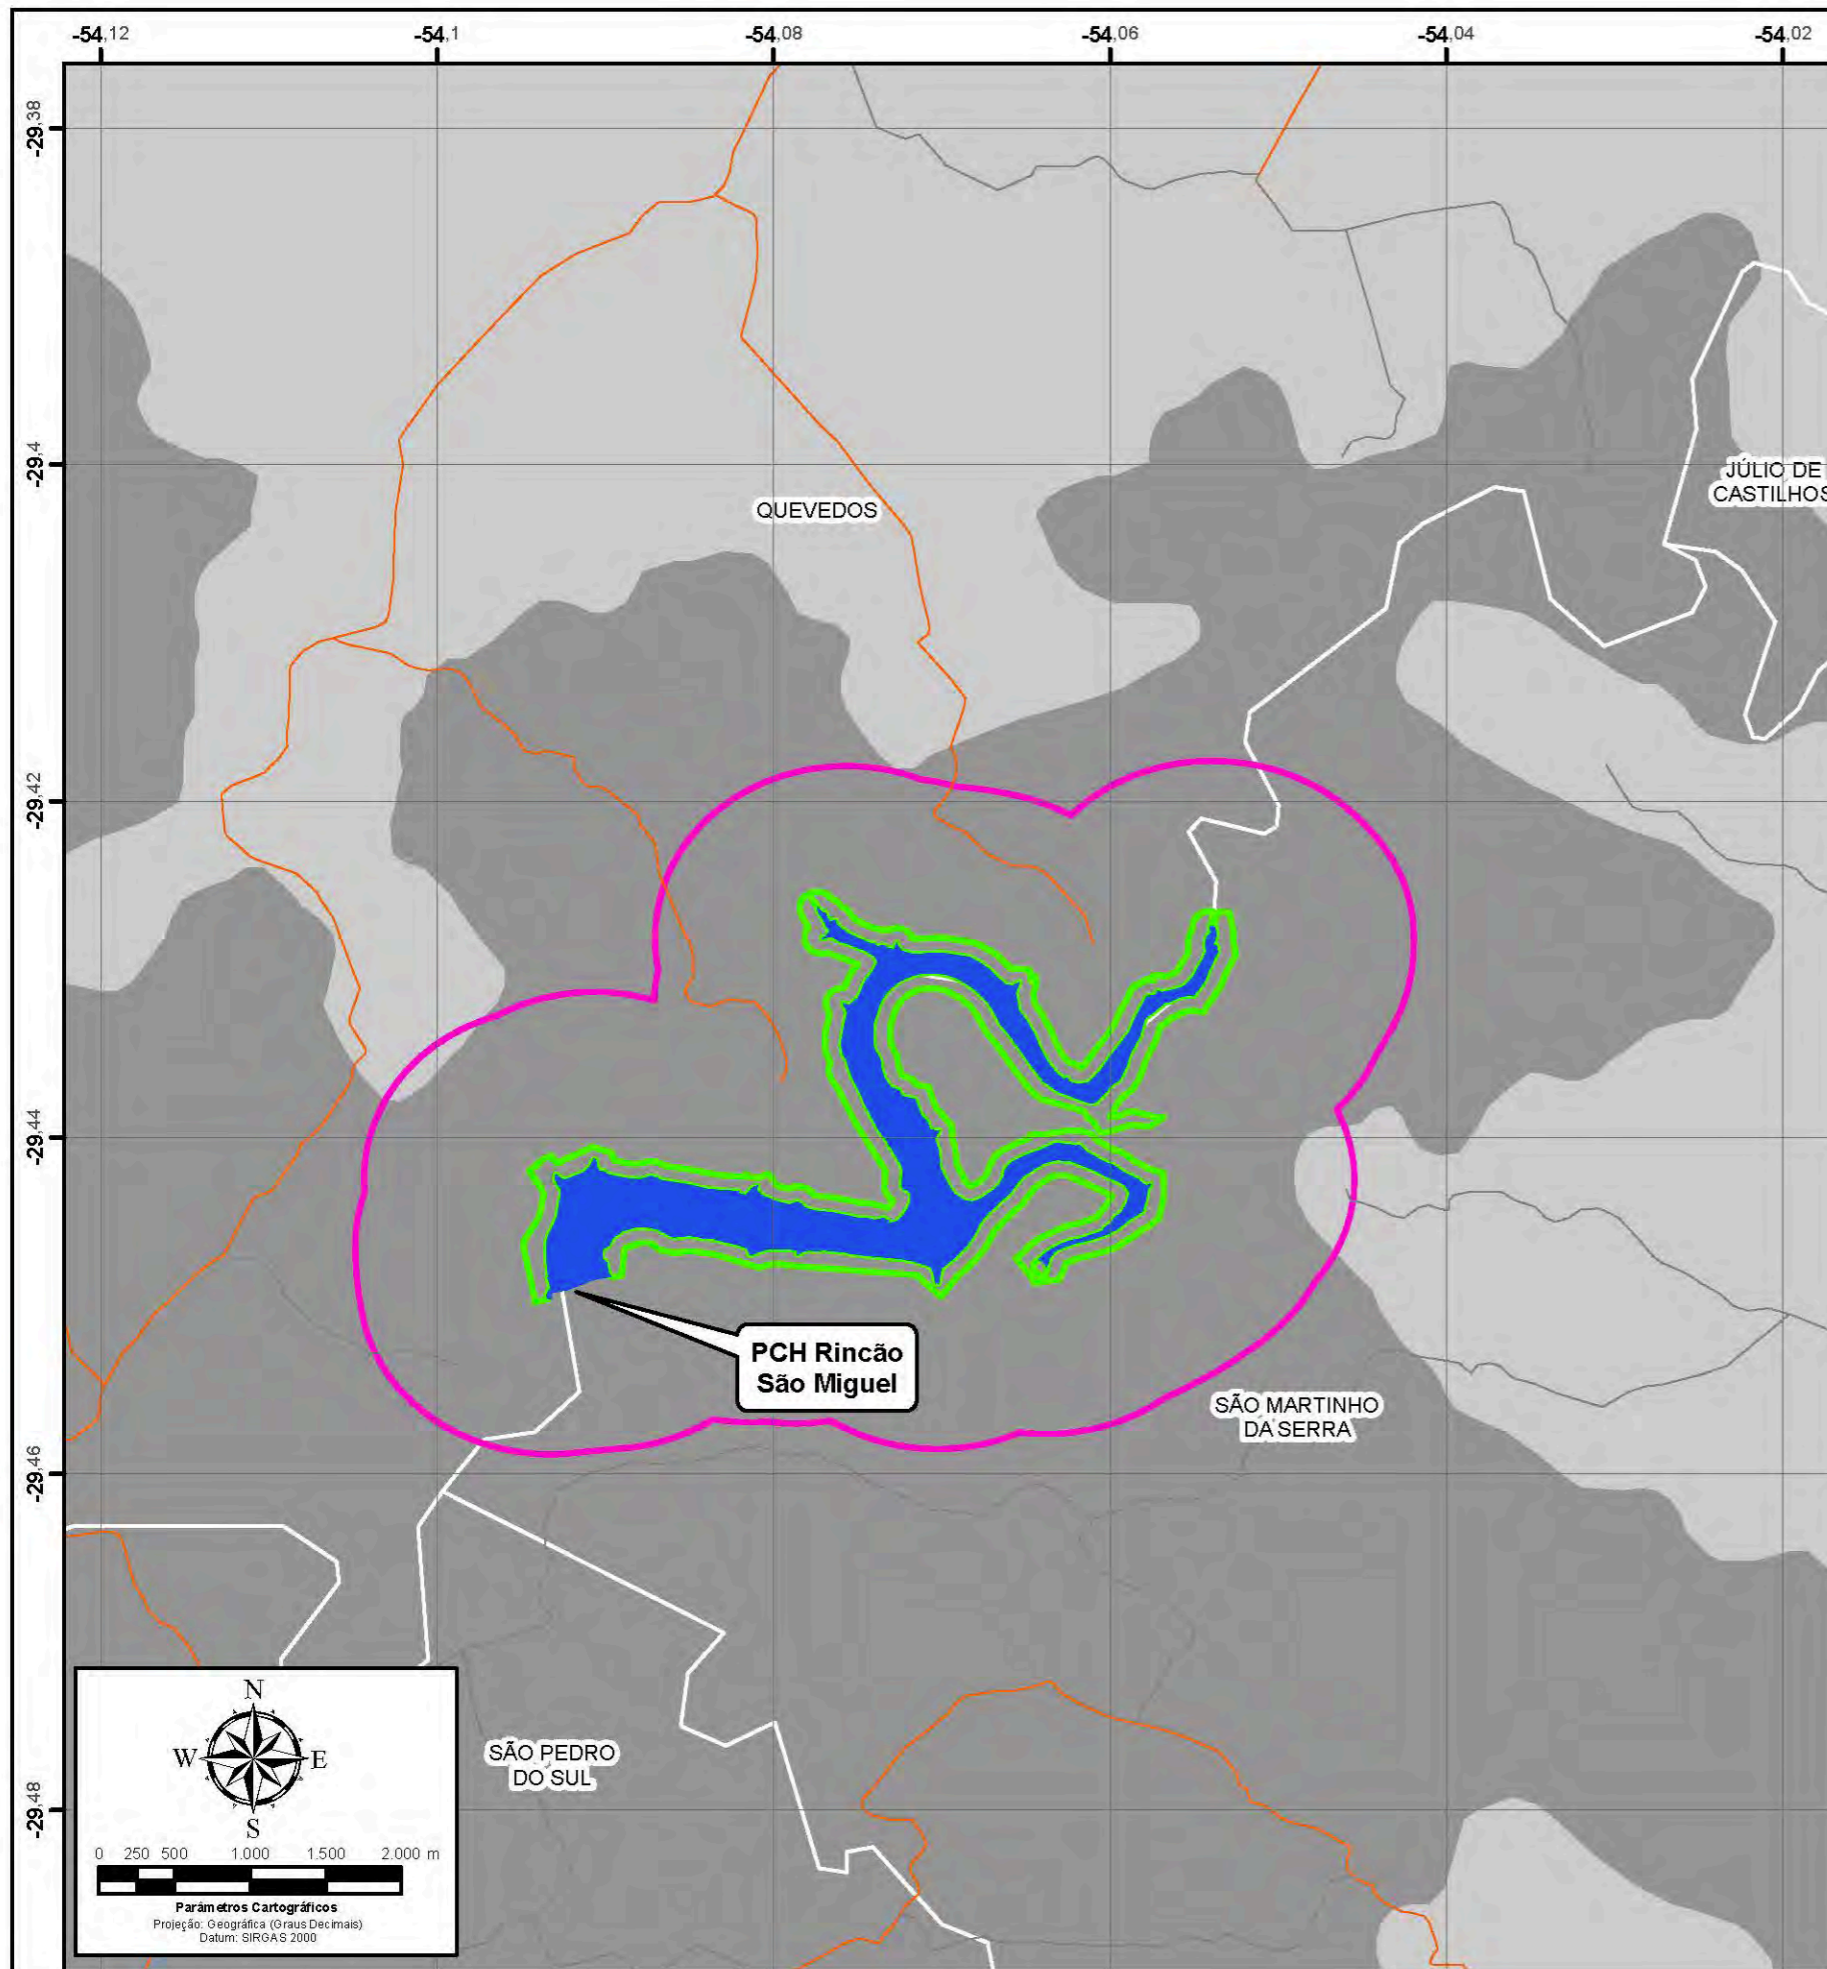 -54,12 -54,1 -54,08 -54,06 -54,04 -54,02
-29,38
-29,4
-29,42
-29,44
-29,46
-29,48
QUEVEDOS
JÚLIO DE
CASTILHOS
PCH Rincão
São Miguel
SÃO MARTINHO
DA SERRA
SÃO PEDRO
DO SUL
N
W E
S
0 250 500 1.000 1.500 2.000 m
Parâmetros Cartográficos
Projeção: Geográfica (Graus Decimais)
Datum: SIRGAS 2000